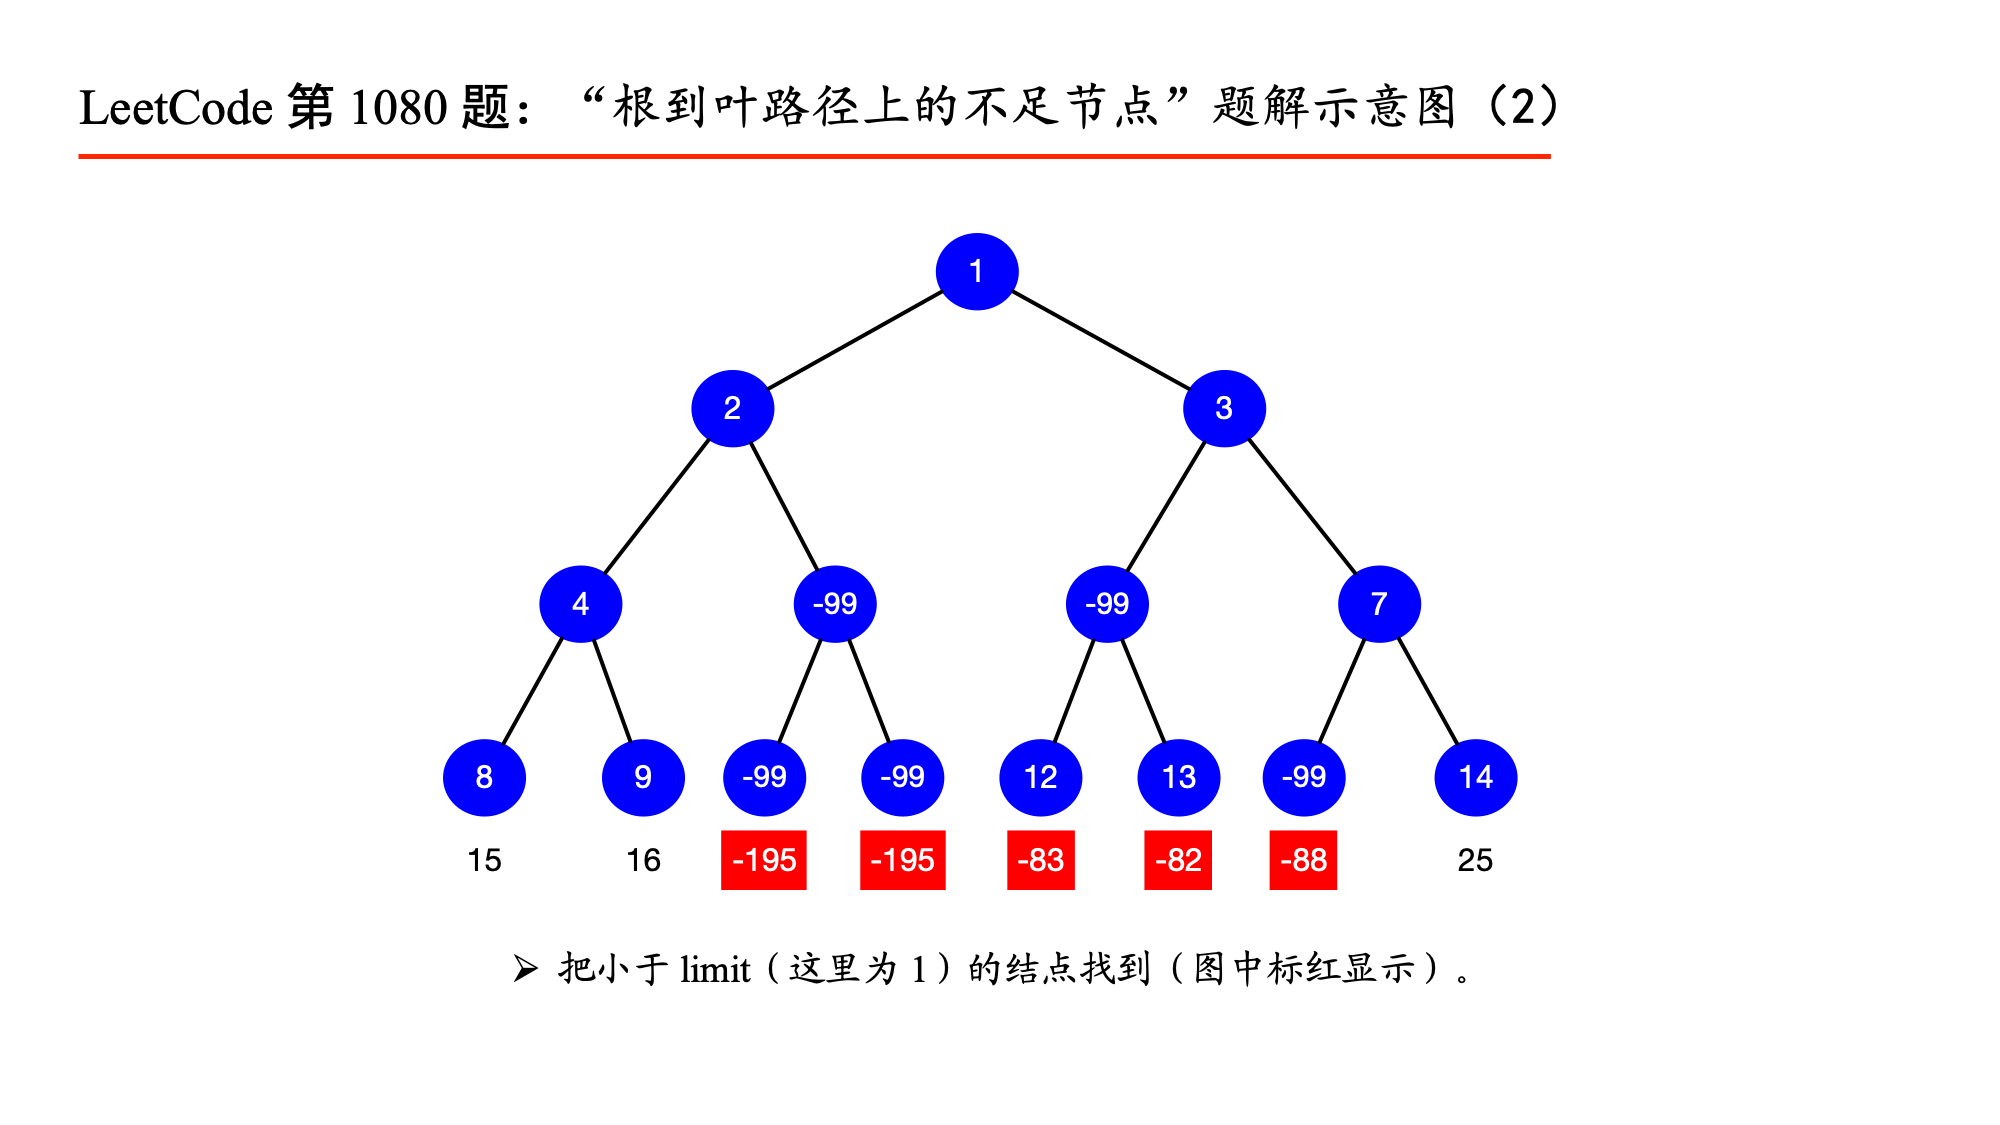 LeetCode 第 1080 题：“根到叶路径上的不足节点”题解示意图（2）
1
2 3
4 -99 -99 7
8 9 -99 -99 12 13 -99 14
15 16 -195 -195 -83 -82 -88 25
➢ 把小于 limit（这里为 1）的结点找到（图中标红显示）。